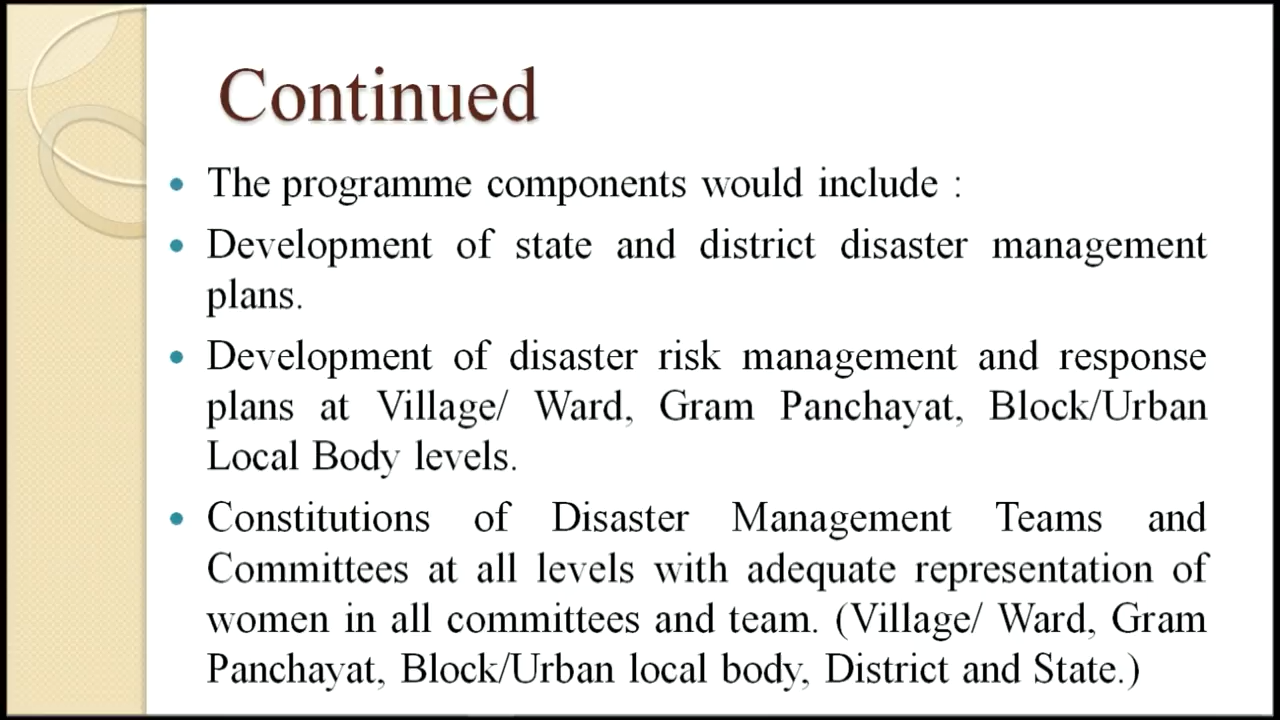 Continued
The programme components would include :
Development of state and district disaster management
plans.
Development of disaster risk management and response
plans at Village/ Ward, Gram Panchayat, Block/Urban
Local Body levels.
Constitutions of Disaster Management Teams and
Committees at all levels with adequate representation of
women in all committees and team. (Village/ Ward, Gram
Panchayat, Block/Urban local body, District and State.)